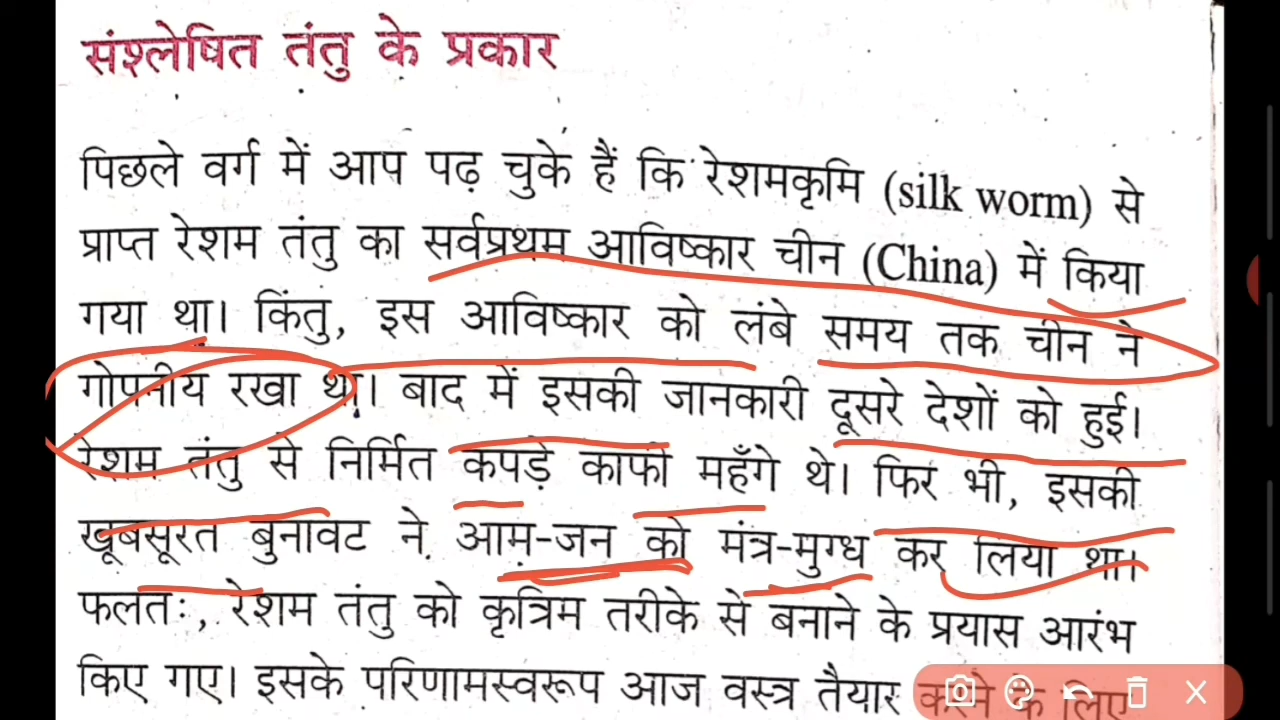 संश्लेषित तंतु के प्रकार
पिछले वर्ग में आप पढ़ चुके हैं कि रेशमकृमि (silk worm) से
प्राप्त रेशम तंतु का सर्वप्रथम आविष्कार चीन (China) में किया
गया था। किंतु, इस आविष्कार को लंबे समय तक चीन ने
गोपनीय रखा था। बाद में इसकी जानकारी दूसरे देशों को हुई।
रेशम तंतु से निर्मित कपड़े काफी महँगे थे। फिर भी, इसकी
खूबसूरत बुनावट ने आम-जन को मंत्र-मुग्ध कर लिया था।
फलतः, रेशम तंतु को कृत्रिम तरीके से बनाने के प्रयास आरंभ
किए गए। इसके परिणामस्वरूप आज वस्त्र तैयार करने के लिए